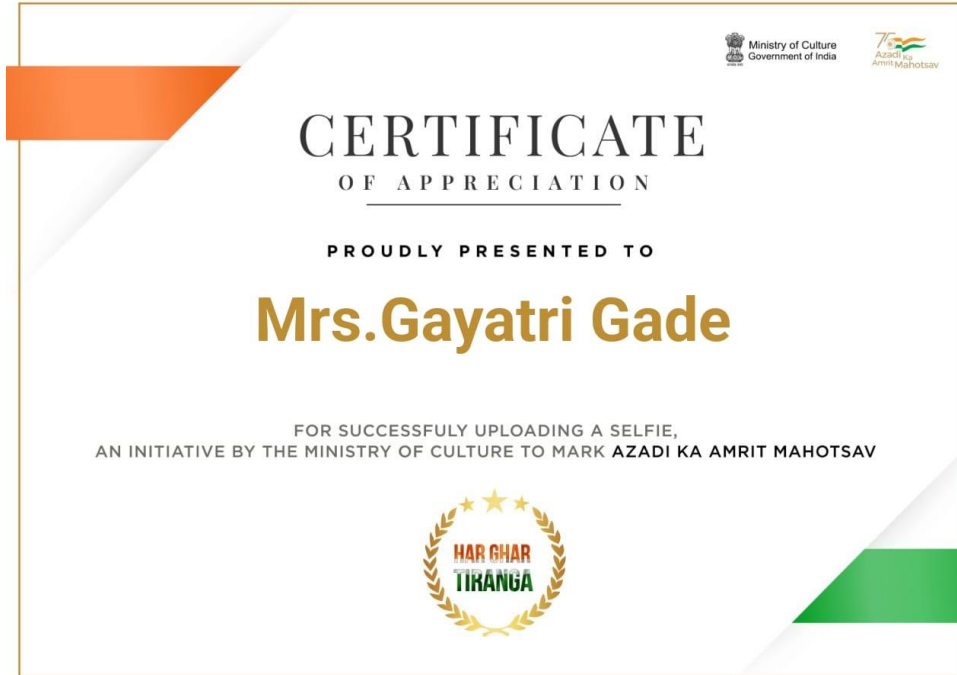 Ministry of Culture
Government of India
75
Azadi Ka
Amrit Mahotsav
CERTIFICATE
OF APPRECIATION
PROUDLY PRESENTED TO
Mrs.Gayatri Gade
FOR SUCCESSFULY UPLOADING A SELFIE,
AN INITIATIVE BY THE MINISTRY OF CULTURE TO MARK AZADI KA AMRIT MAHOTSAV
HAR GHAR
TIRANGA